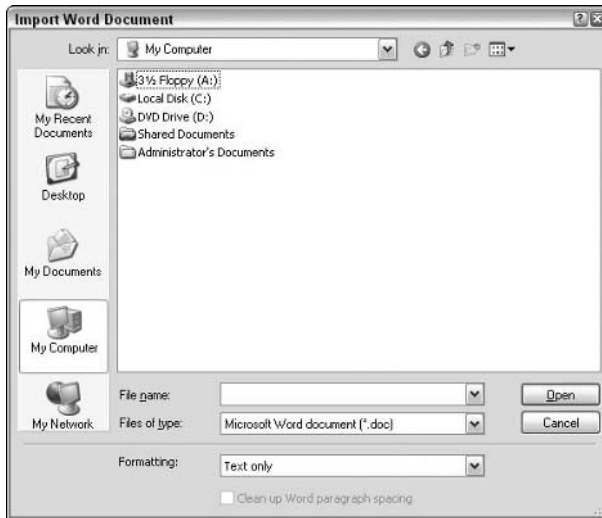 Import Word Document
Look in: My Computer
3½ Floppy (A:)
Local Disk (C:)
DVD Drive (D:)
Shared Documents
Administrator's Documents
My Recent
Documents
Desktop
My Documents
My Computer
My Network
File name:
Open
Files of type: Microsoft Word document (*.doc)
Cancel
Formatting: Text only
Clean up Word paragraph spacing